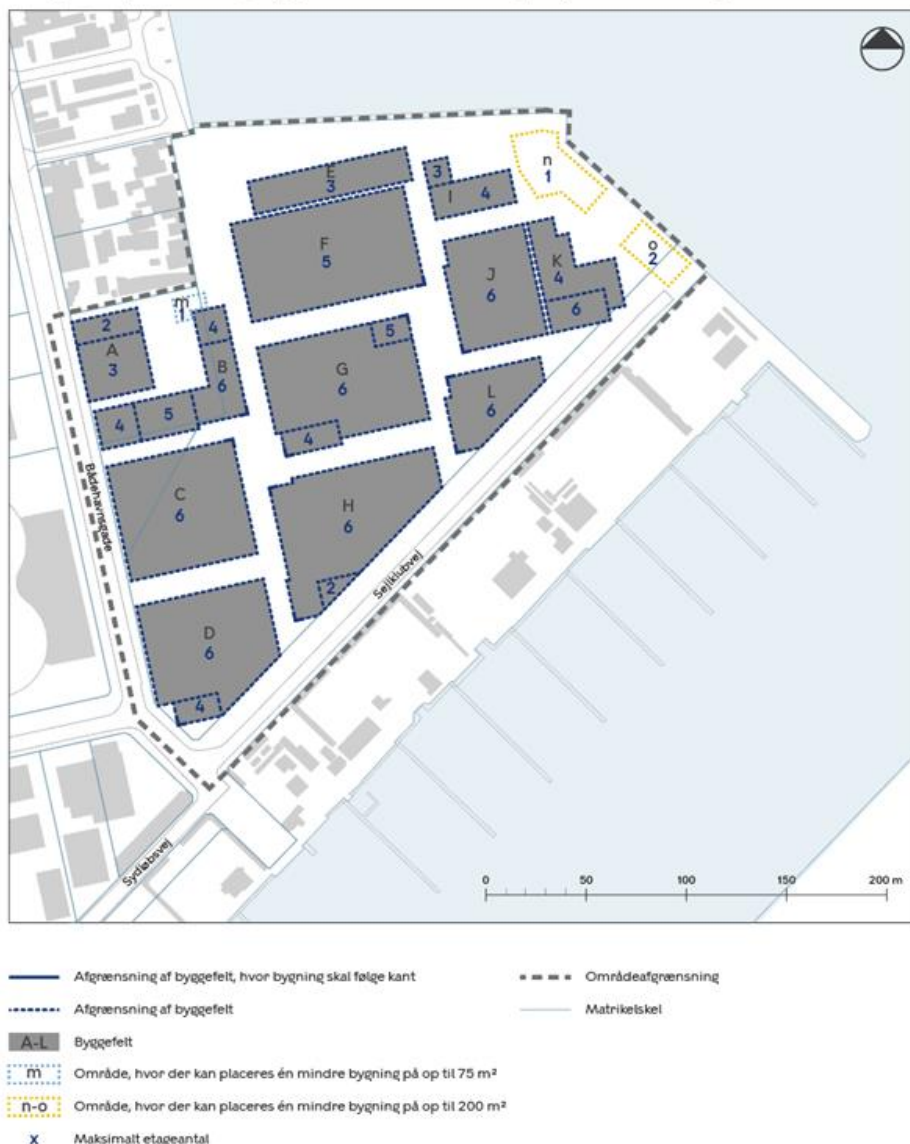 n
1
E
3
3
I 4
F
5
o
2
J
6
K
4
m
1
6
2
4
5
A
3
B
6
G
6
L
6
4
5
4
C
6
H
6
Bådehavnsgade
2
Sejlklubvej
D
6
4
Sydløbsvej
0 50 100 150 200 m
Afgrænsning af byggefelt, hvor bygning skal følge kant
Afgrænsning af byggefelt
A-L Byggefelt
m Område, hvor der kan placeres én mindre bygning på op til 75 m²
n-o Område, hvor der kan placeres én mindre bygning på op til 200 m²
x Maksimalt etageantal
Områdeafgrænsning
Matrikelskel